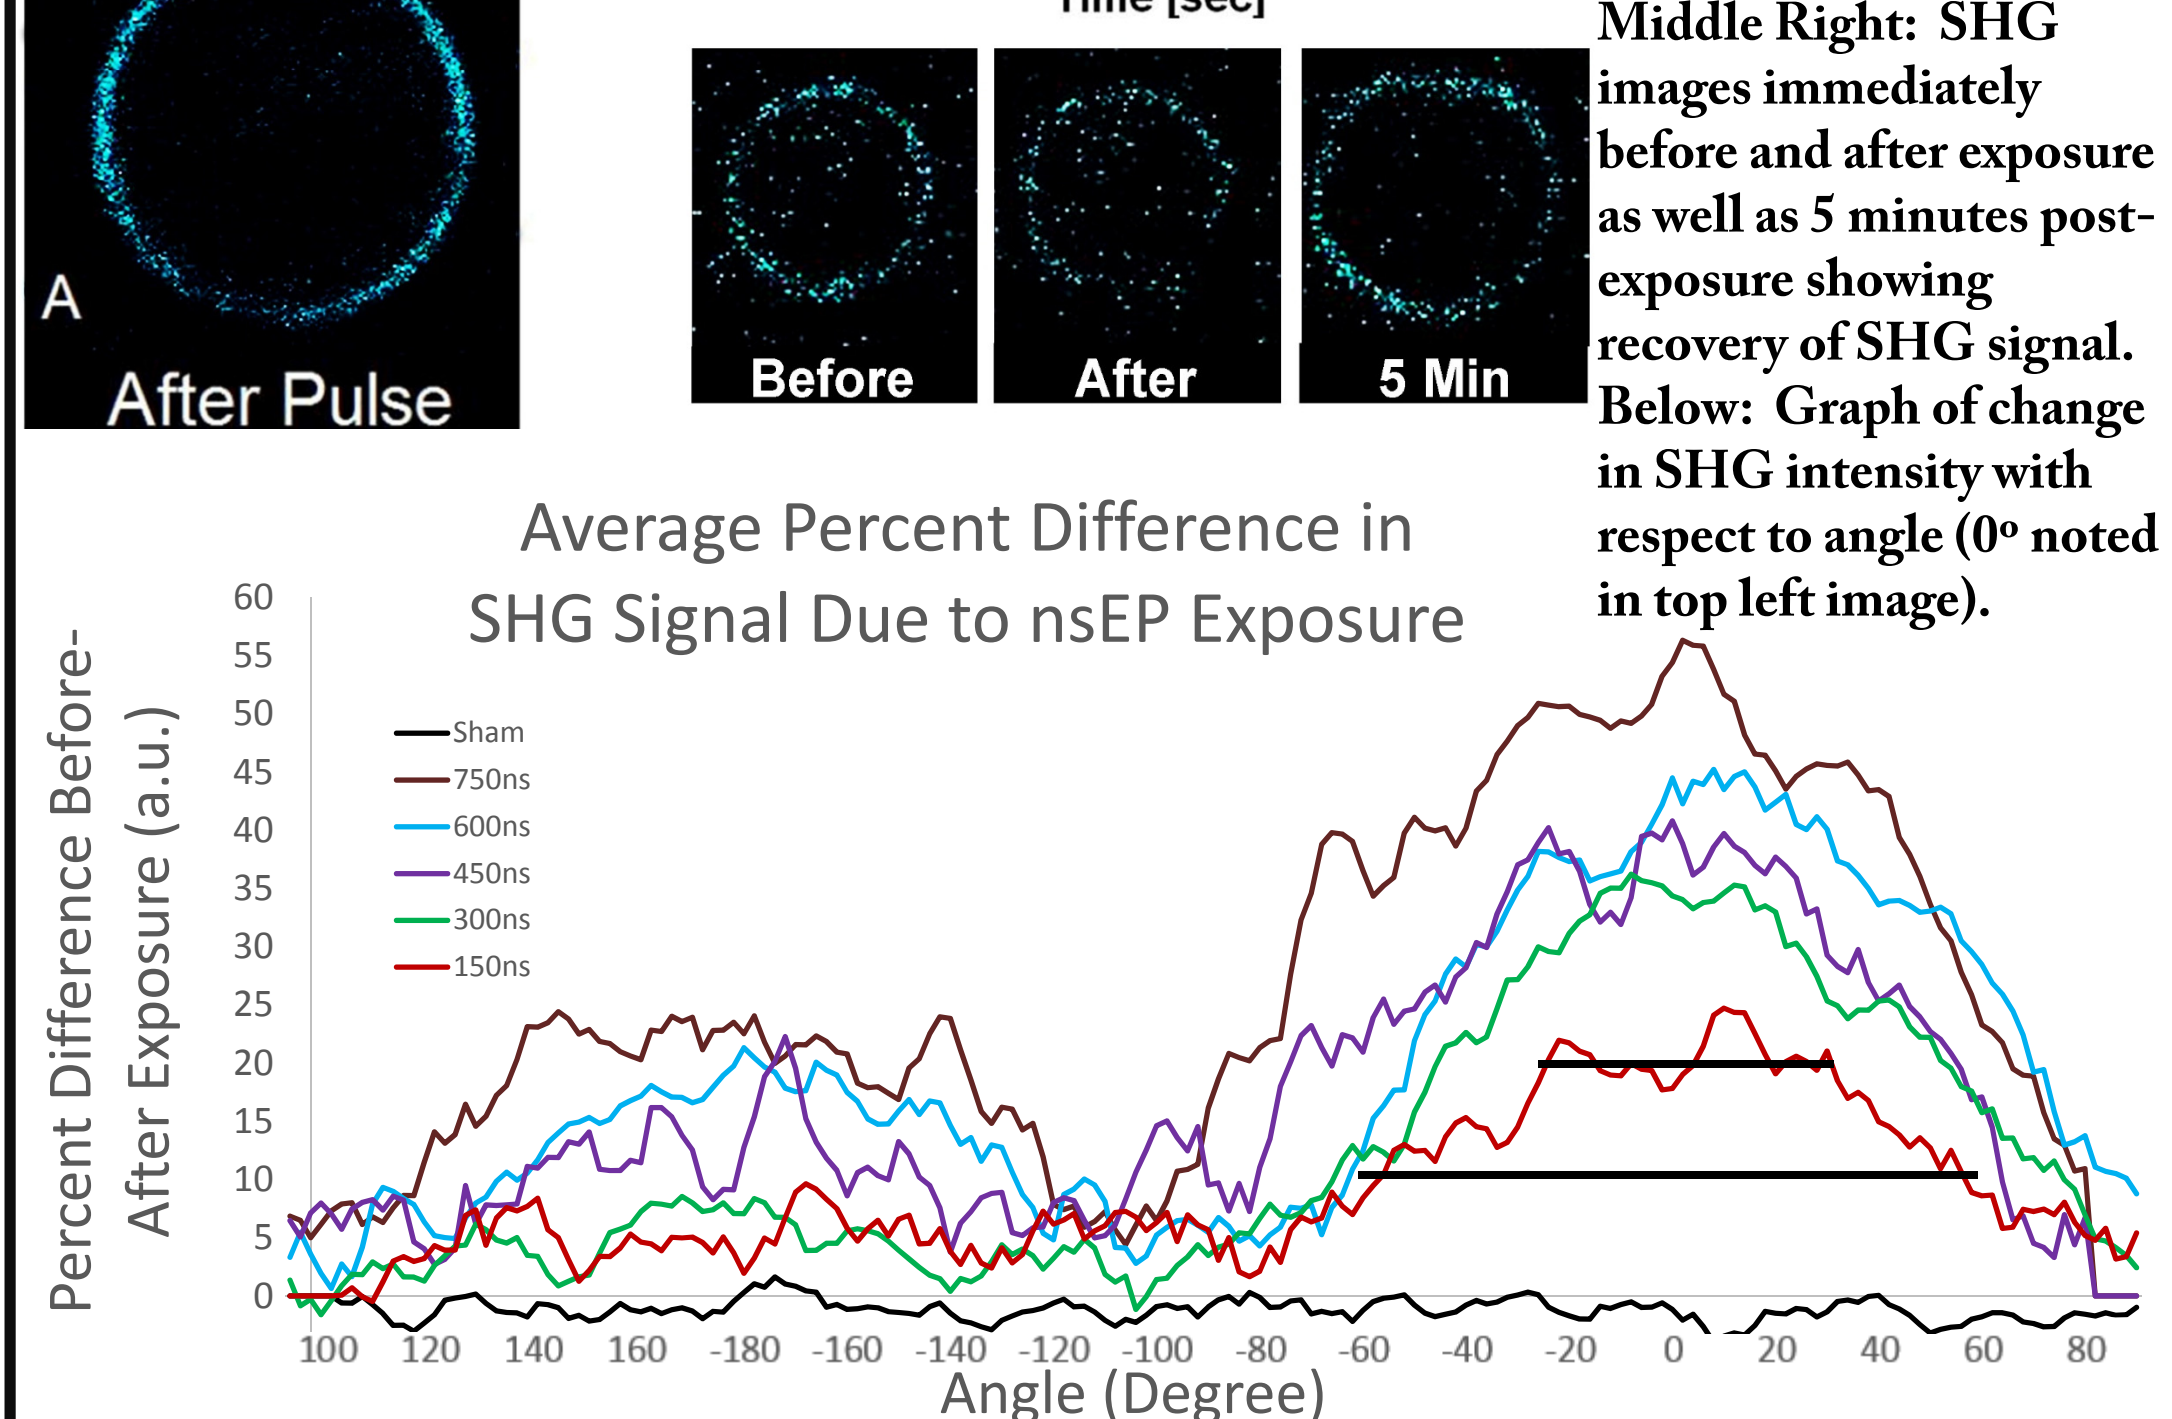 Time [sec]
A
After Pulse
Before
After
5 Min
Middle Right: SHG
images immediately
before and after exposure
as well as 5 minutes post-
exposure showing
recovery of SHG signal.
Below: Graph of change
in SHG intensity with
respect to angle (0º noted
in top left image).
Average Percent Difference in
SHG Signal Due to nsEP Exposure
Percent Difference Before-
After Exposure (a.u.)
60
55
50
45
40
35
30
25
20
15
10
5
0
Sham
750ns
600ns
450ns
300ns
150ns
100 120 140 160 -180 -160 -140 -120 -100 -80 -60 -40 -20 0 20 40 60 80
Angle (Degree)